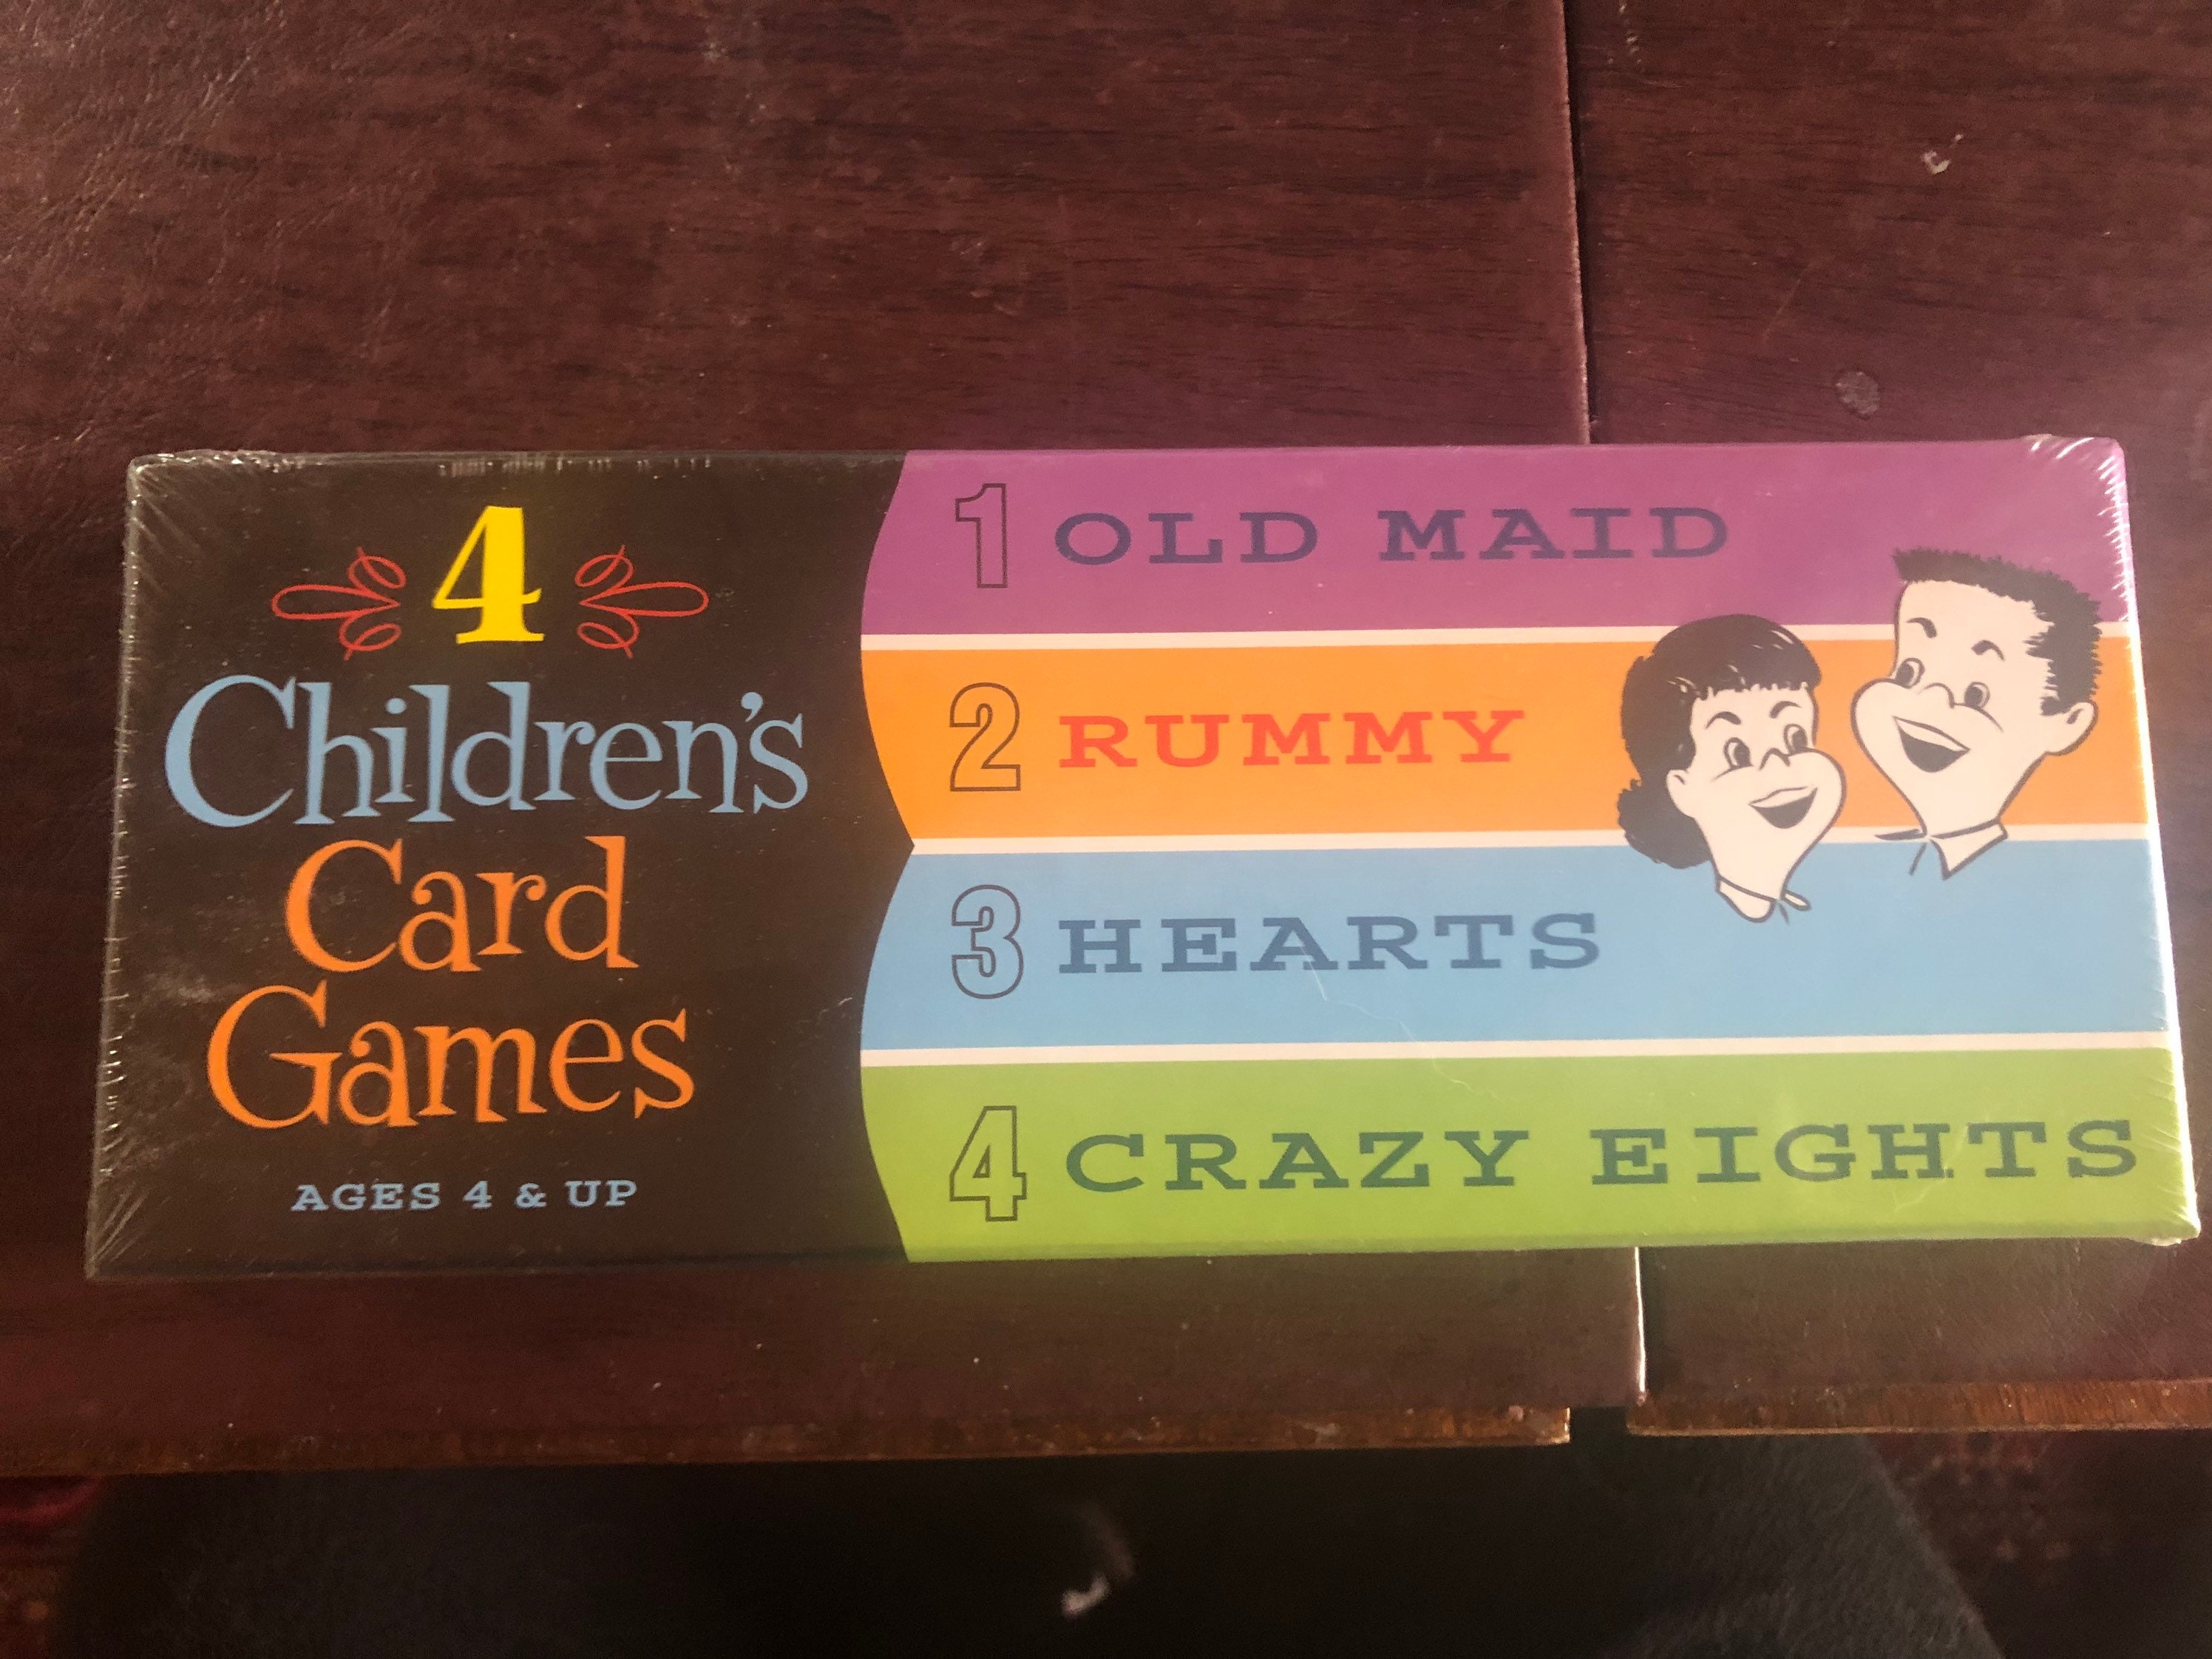 4
Children's
Card
Games
AGES 4 & UP
1 OLD MAID
2 RUMMY
3 HEARTS
4 CRAZY EIGHTS